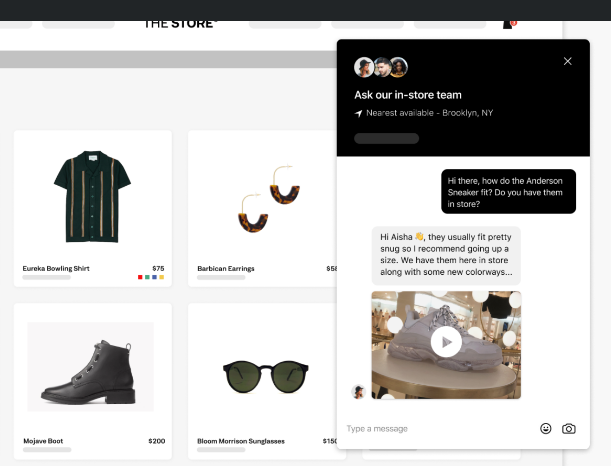 THE STORE
Ask our in-store team
Nearest available - Brooklyn, NY
Hi there, how do the Anderson
Sneaker fit? Do you have them
in store?
Hi Aisha 👋, they usually fit pretty
snug so I recommend going up a
size. We have them here in store
along with some new colorways...
Type a message
Eureka Bowling Shirt $75
Barbican Earrings
Mojave Boot $200
Bloom Morrison Sunglasses